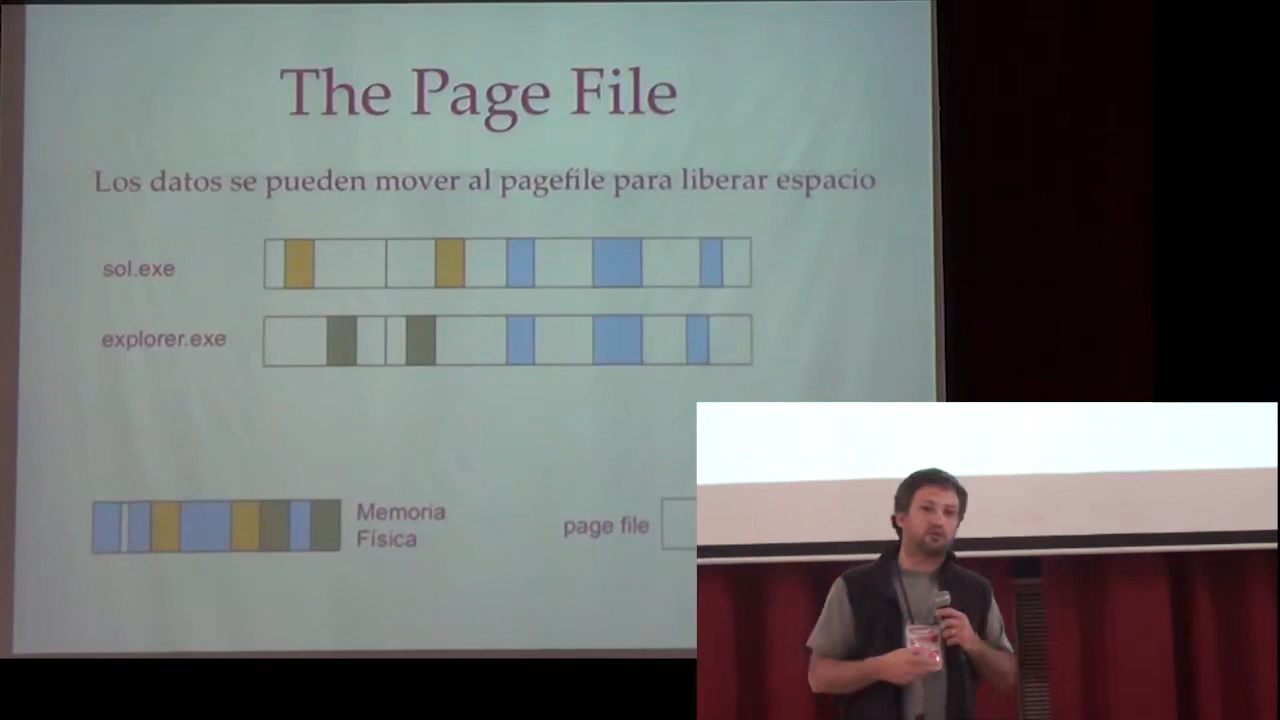 The Page File
Los datos se pueden mover al pagefile para liberar espacio
sol.exe
explorer.exe
Memoria
Física
page file